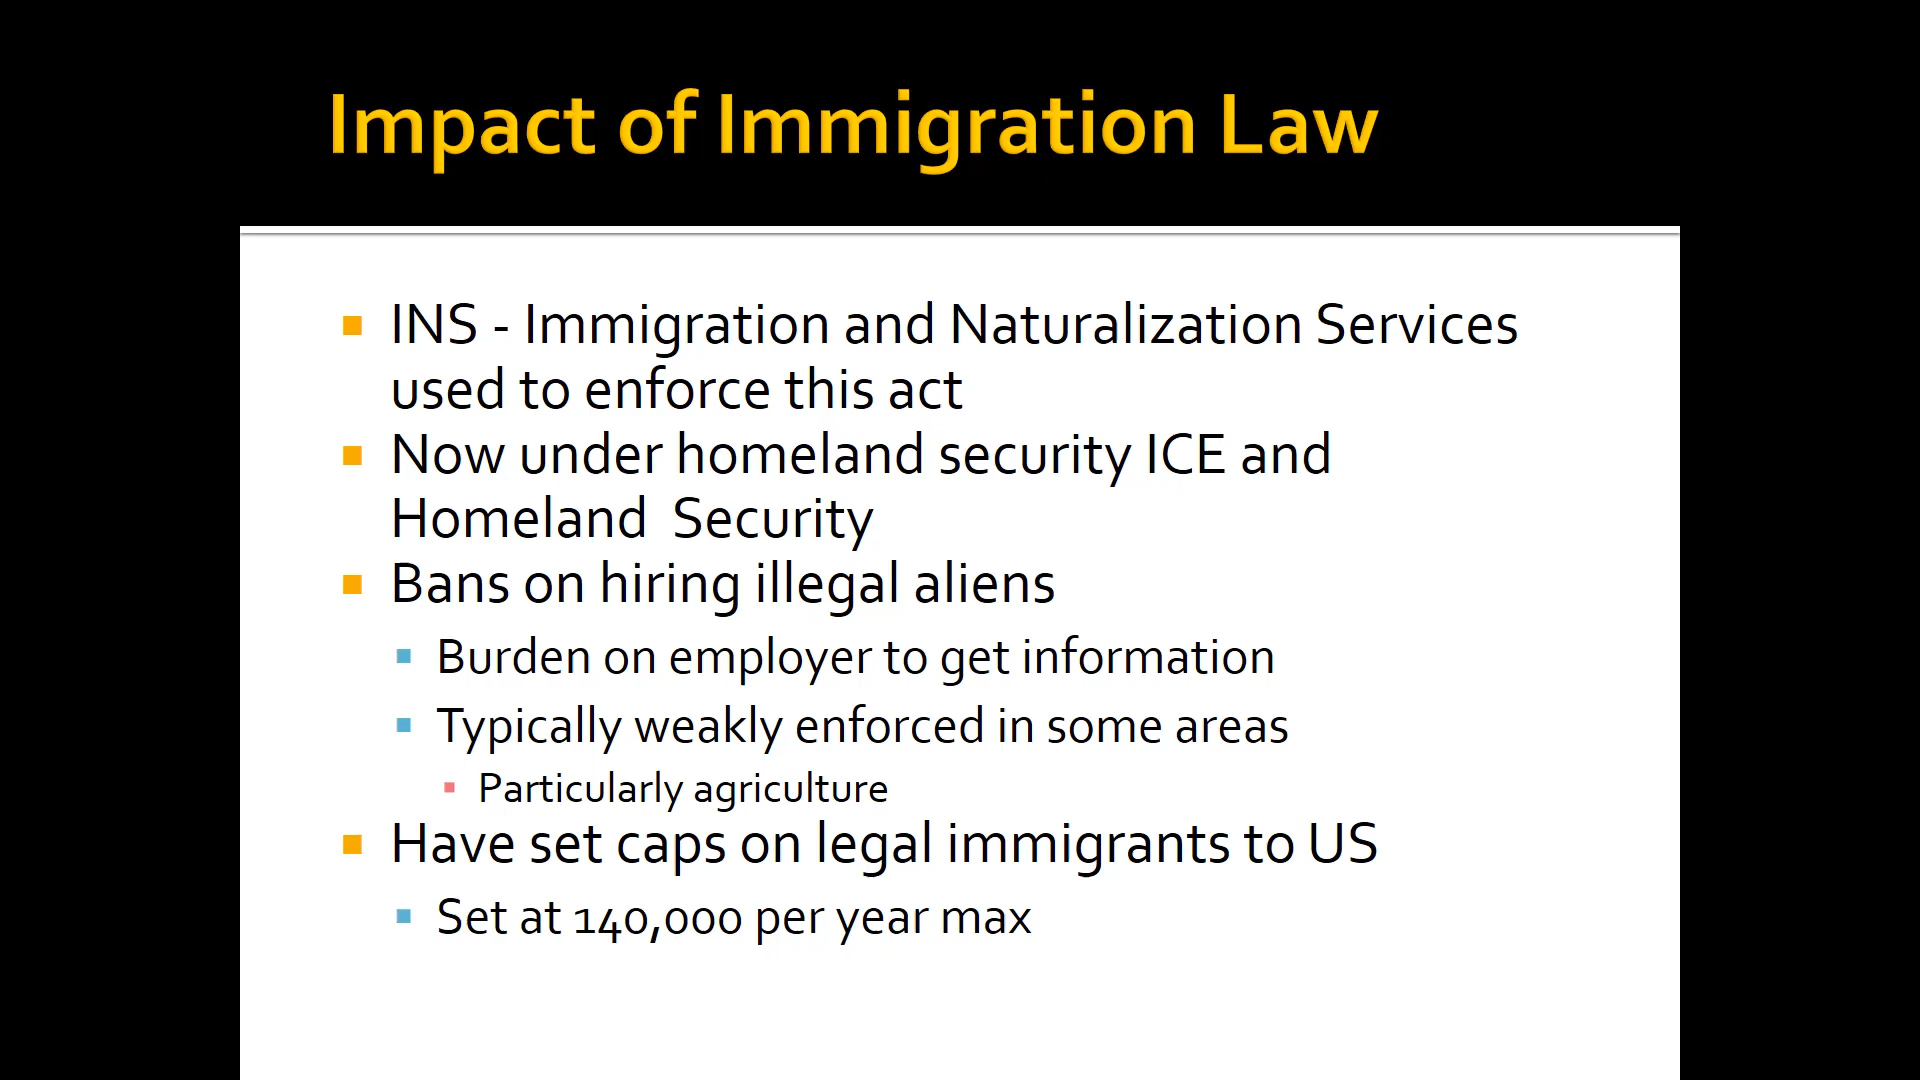 Impact of Immigration Law
INS - Immigration and Naturalization Services
used to enforce this act
Now under homeland security ICE and
Homeland  Security
Bans on hiring illegal aliens
Burden on employer to get information
Typically weakly enforced in some areas
Particularly agriculture
Have set caps on legal immigrants to US
Set at 140,000 per year max